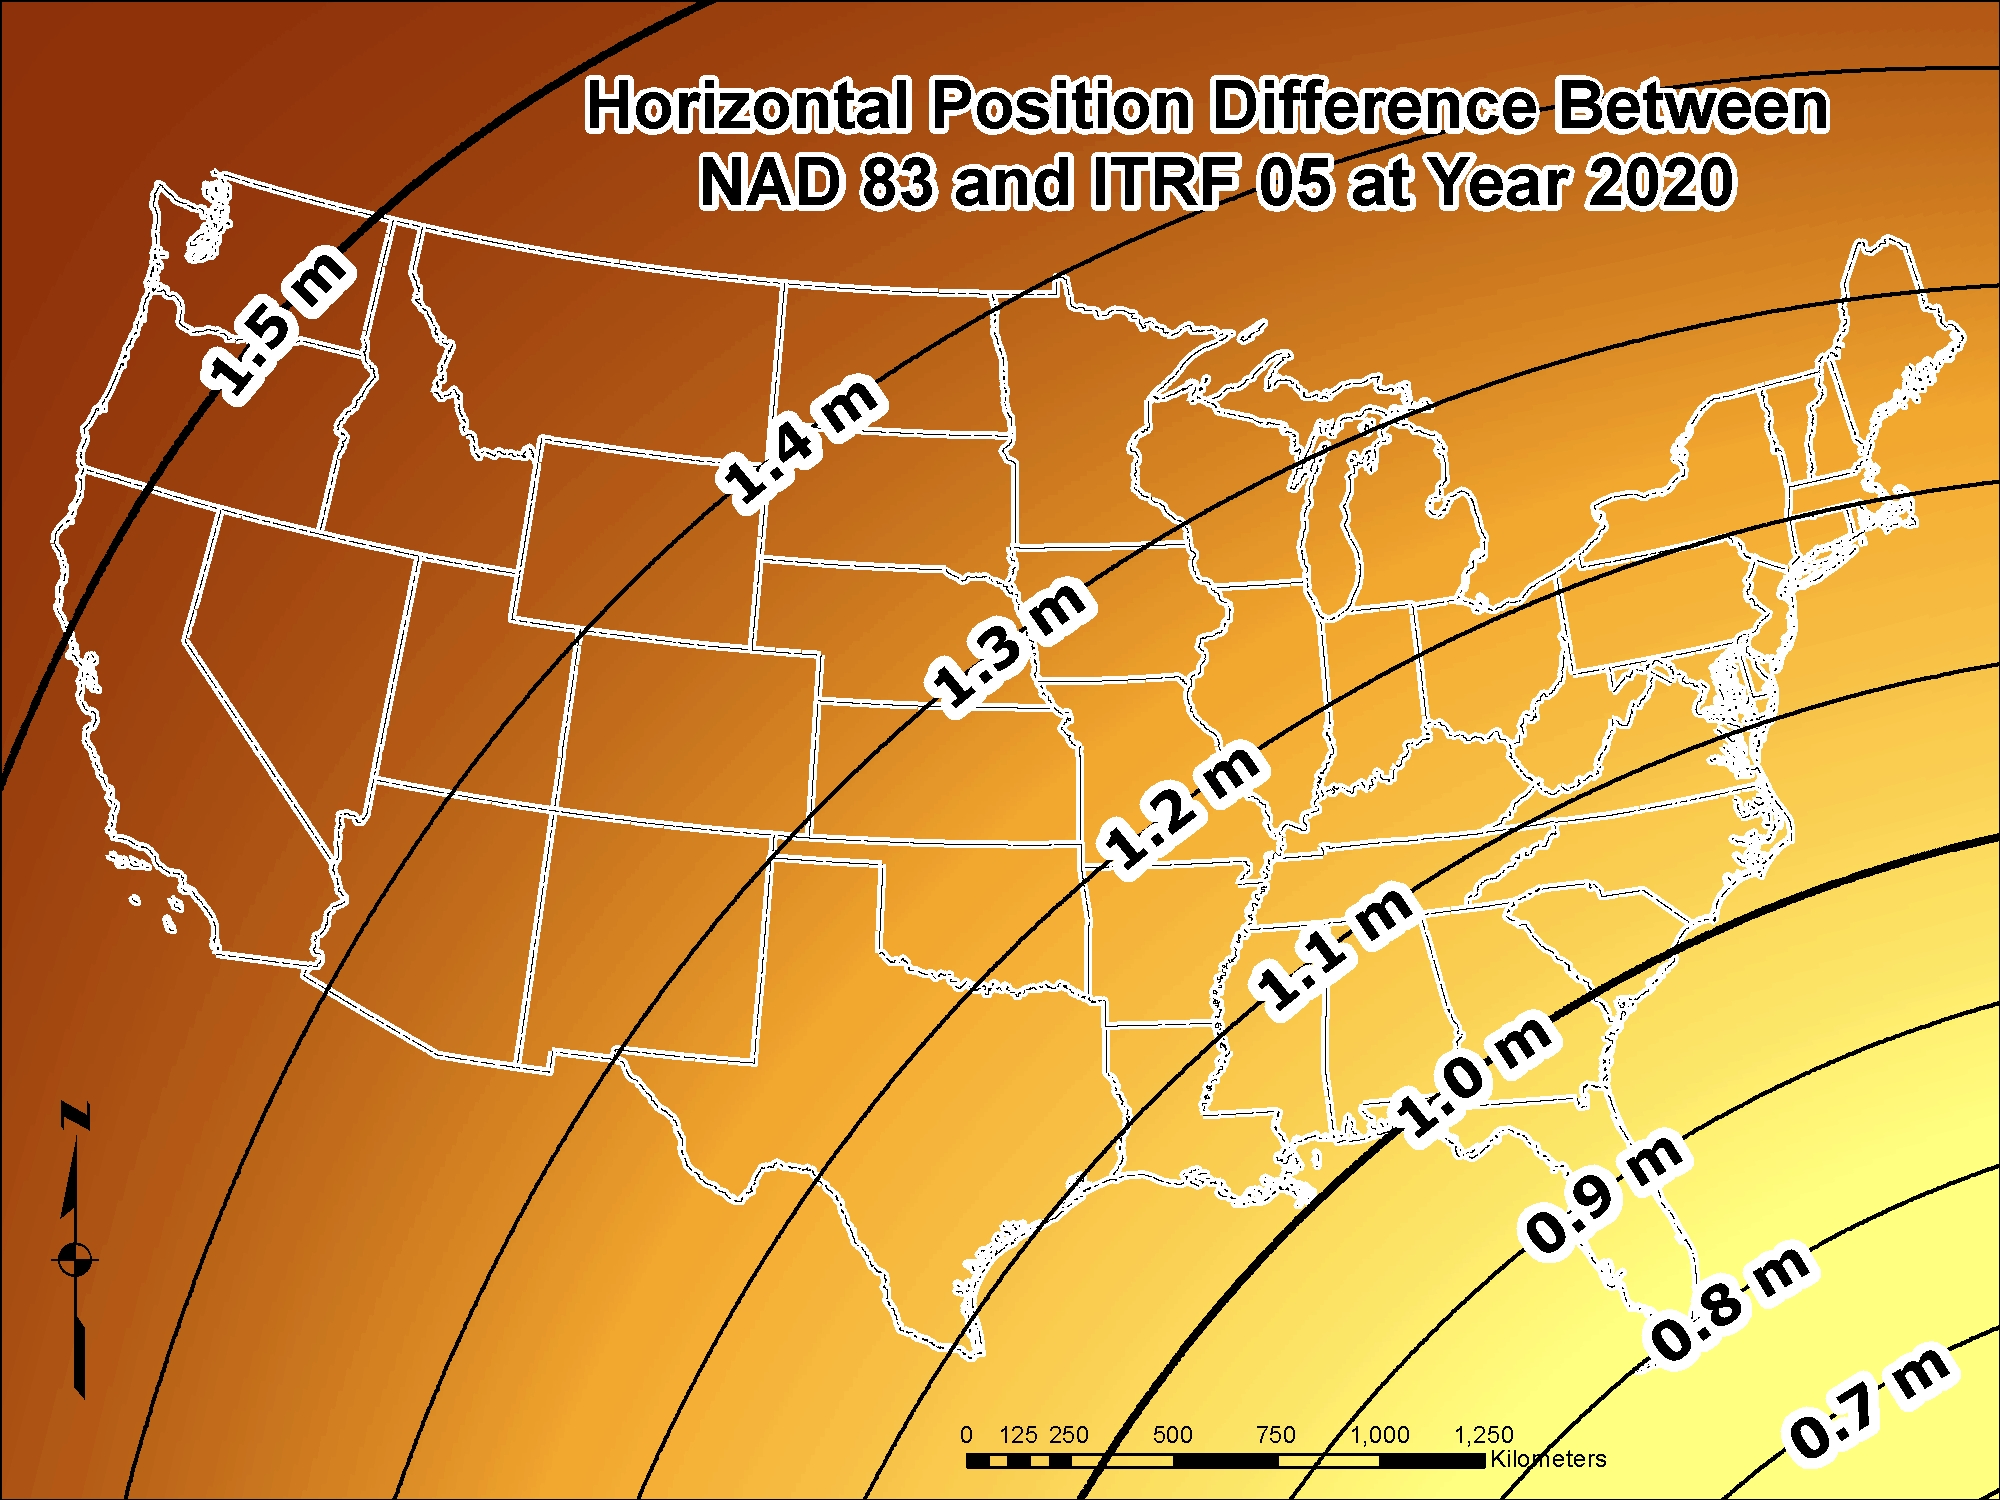 Horizontal Position Difference Between
NAD 83 and ITRF 05 at Year 2020
1.5 m
1.4 m
1.3 m
1.2 m
1.1 m
1.0 m
0.9 m
0.8 m
0.7 m
N
0 125 250 500 750 1,000 1,250
Kilometers